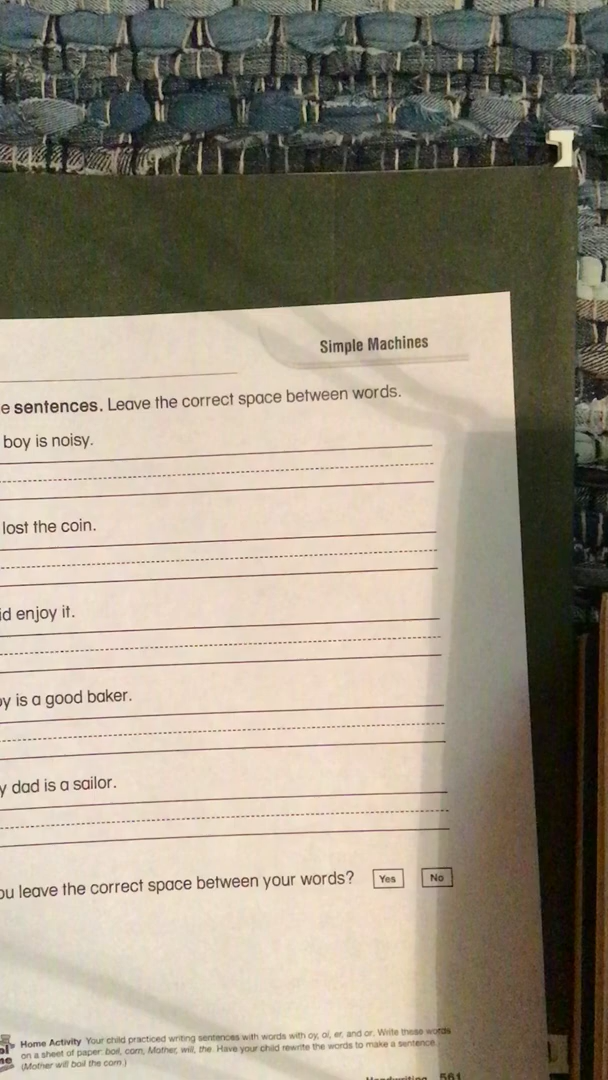 Simple Machines
sentences. Leave the correct space between words.
boy is noisy.
lost the coin.
enjoy it.
is a good baker.
dad is a sailor.
leave the correct space between your words? Yes No
Home Activity Your child practiced writing sentences with words with oy, oi, er, and or. Write these words
on a sheet of paper: boil, corn, Mother, will, the. Have your child rewrite the words to make a sentence.
(Mother will boil the corn.)
Handwriting 561